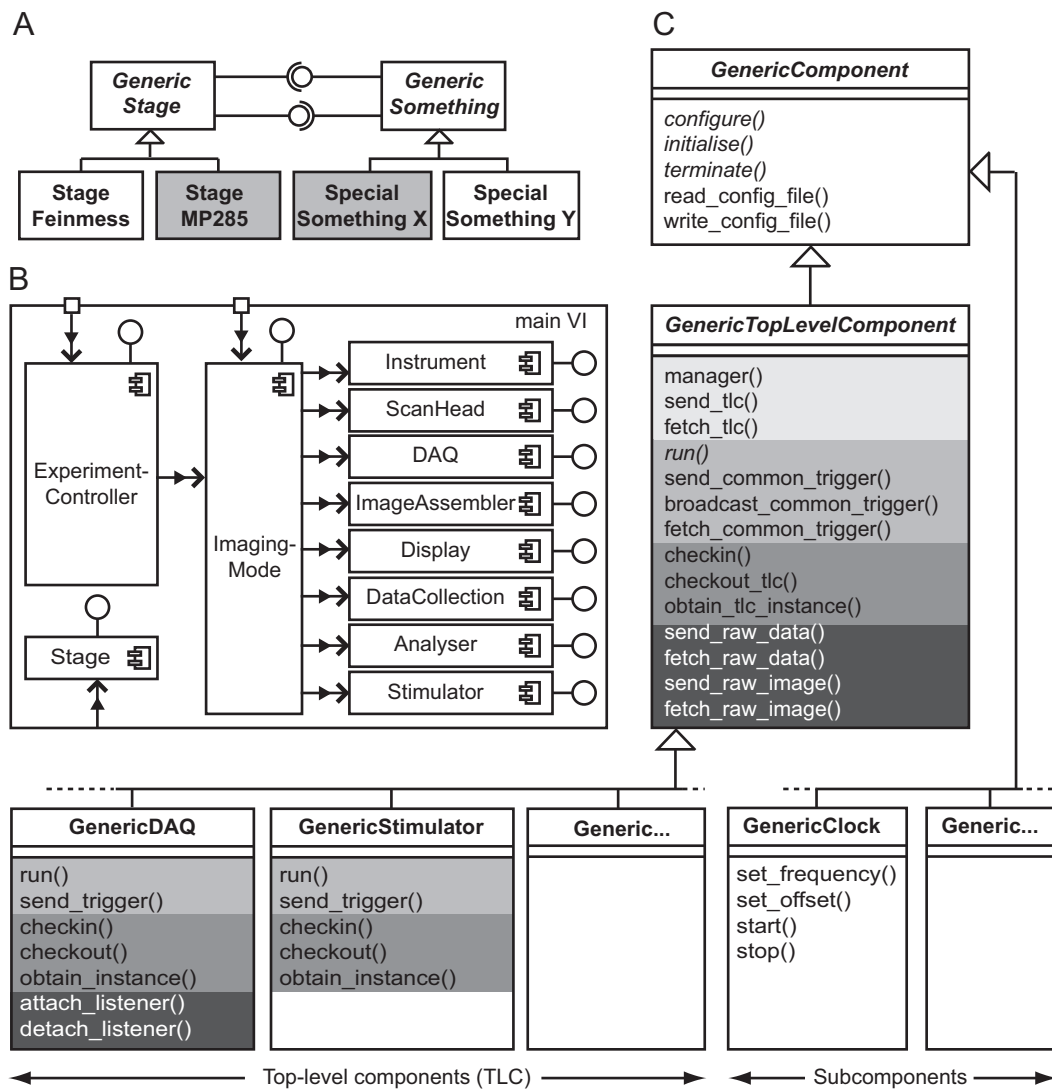 A
Generic
Stage
Generic
Something
Stage
Feinmess
Stage
MP285
Special
Something X
Special
Something Y
B
main VI
Experiment-
Controller
Stage
Imaging-
Mode
Instrument
ScanHead
DAQ
ImageAssembler
Display
DataCollection
Analyser
Stimulator
C
GenericComponent
configure()
initialise()
terminate()
read_config_file()
write_config_file()
GenericTopLevelComponent
manager()
send_tlc()
fetch_tlc()
run()
send_common_trigger()
broadcast_common_trigger()
fetch_common_trigger()
checkin()
checkout_tlc()
obtain_tlc_instance()
send_raw_data()
fetch_raw_data()
send_raw_image()
fetch_raw_image()
GenericDAQ
run()
send_trigger()
checkin()
checkout()
obtain_instance()
attach_listener()
detach_listener()
GenericStimulator
run()
send_trigger()
checkin()
checkout()
obtain_instance()
Generic...
GenericClock
set_frequency()
set_offset()
start()
stop()
Generic...
Top-level components (TLC)
Subcomponents